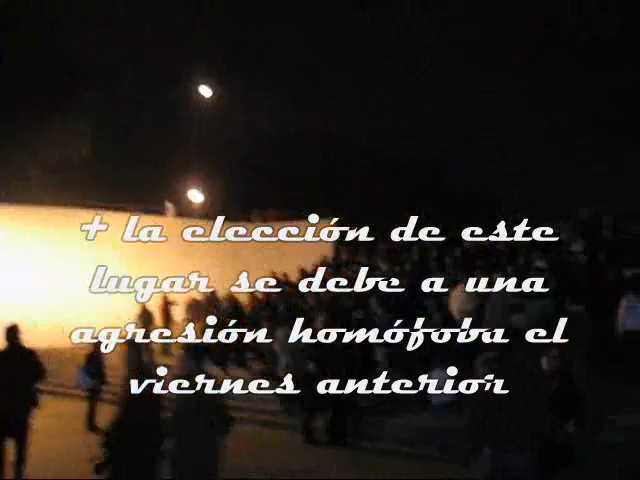 + la elección de este
lugar se debe a una
agresión homófoba el
viernes anterior